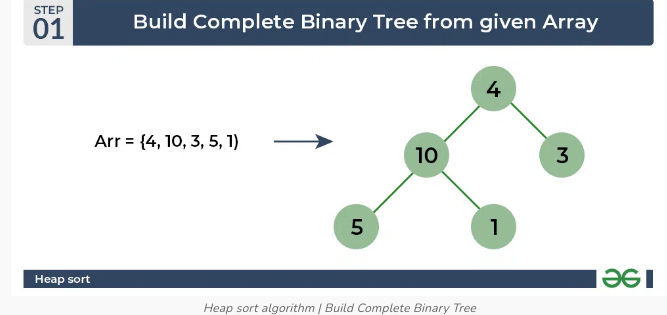 STEP
01
Build Complete Binary Tree from given Array
Arr = {4, 10, 3, 5, 1)
4
10
3
5
1
Heap sort
Heap sort algorithm | Build Complete Binary Tree